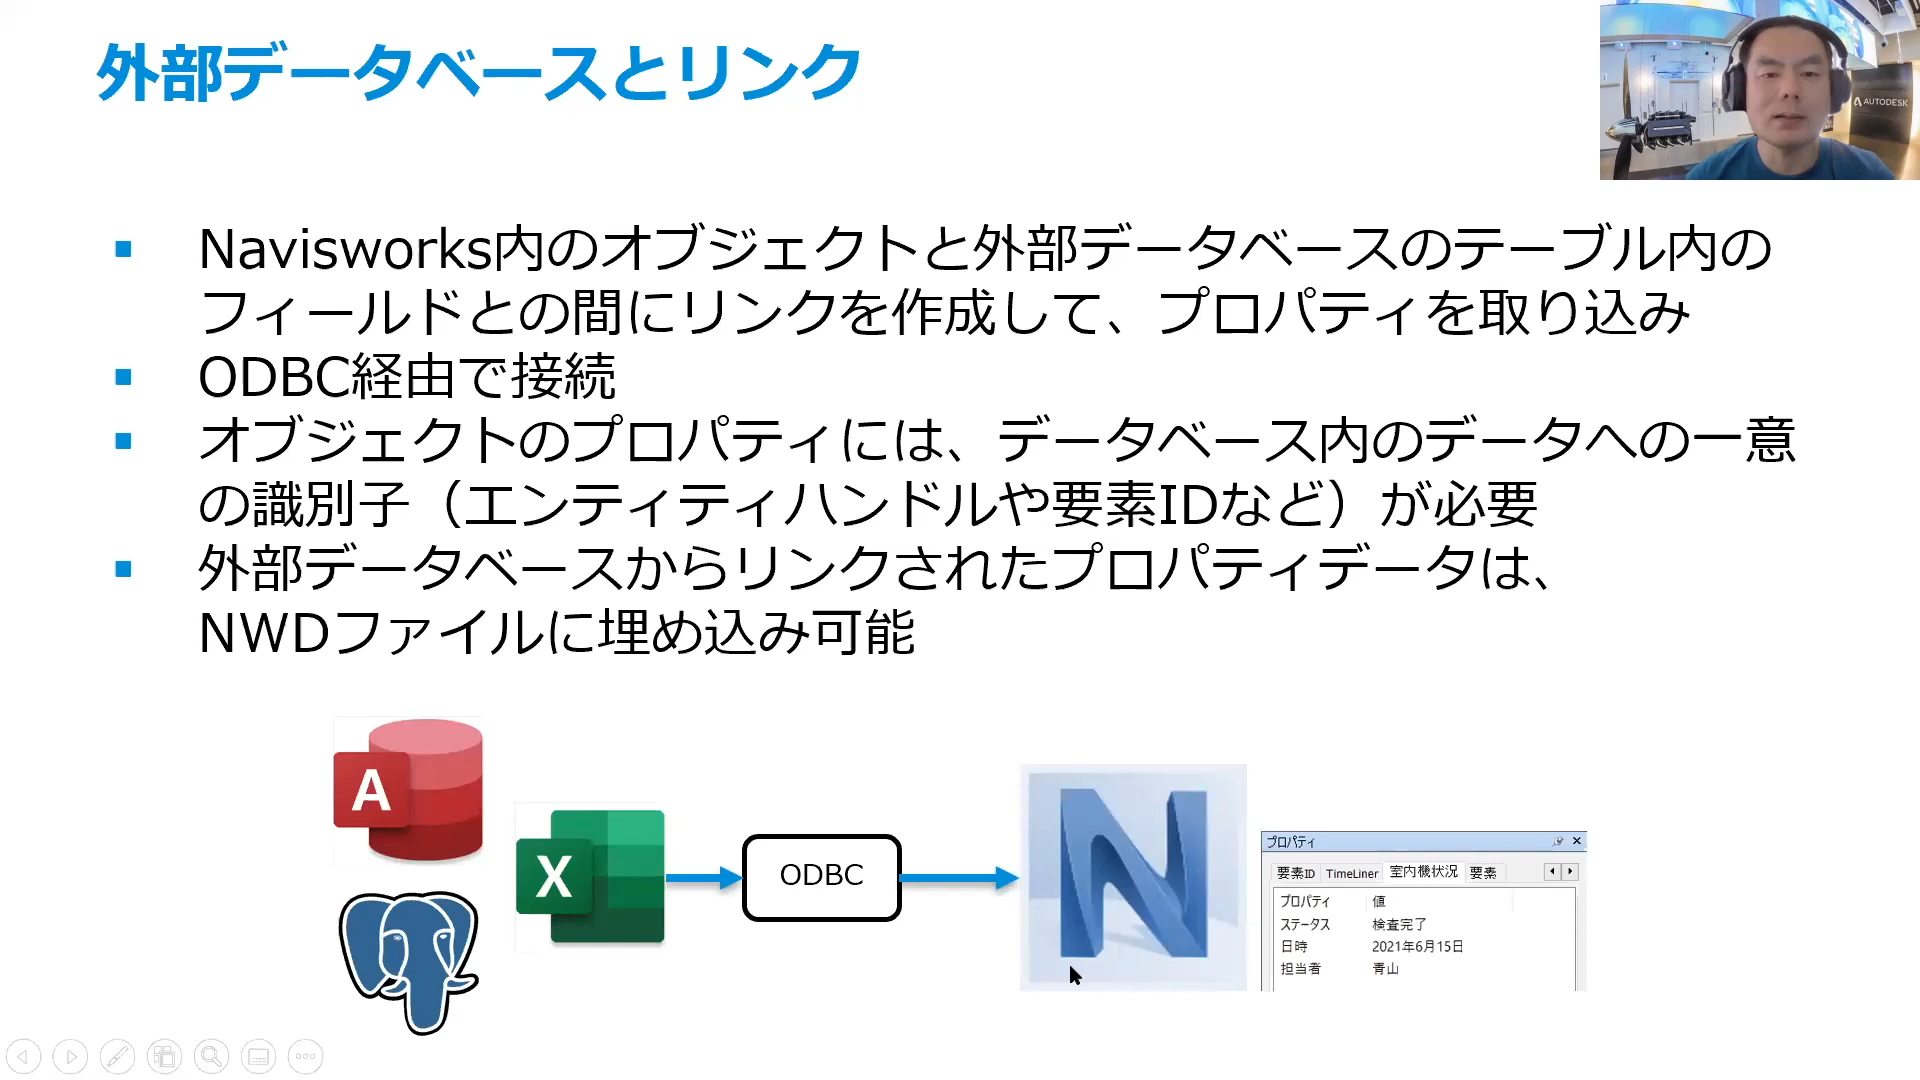 外部データベースとリンク
AUTODESK
Navisworks内のオブジェクトと外部データベースのテーブル内の
フィールドとの間にリンクを作成して、プロパティを取り込み
ODBC経由で接続
オブジェクトのプロパティには、データベース内のデータへの一意
の識別子（エンティティハンドルや要素IDなど）が必要
外部データベースからリンクされたプロパティデータは、
NWDファイルに埋め込み可能
A
X
ODBC
N
プロパティ
要素ID TimeLiner 室内機状況 要素
プロパティ 値
ステータス 検査完了
日時 2021年6月15日
担当者 青山